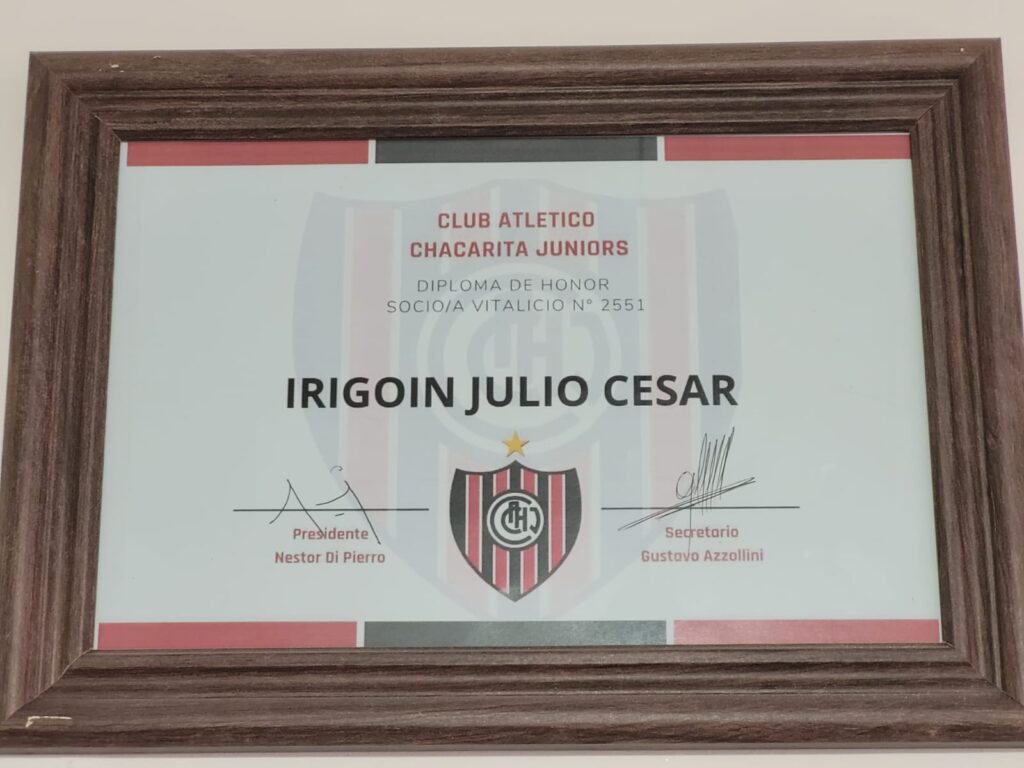 CLUB ATLETICO
CHACARITA JUNIORS
DIPLOMA DE HONOR
SOCIO/A VITALICIO N° 2551
IRIGOIN JULIO CESAR
Presidente
Nestor Di Pierro
Secretario
Gustavo Azzollini